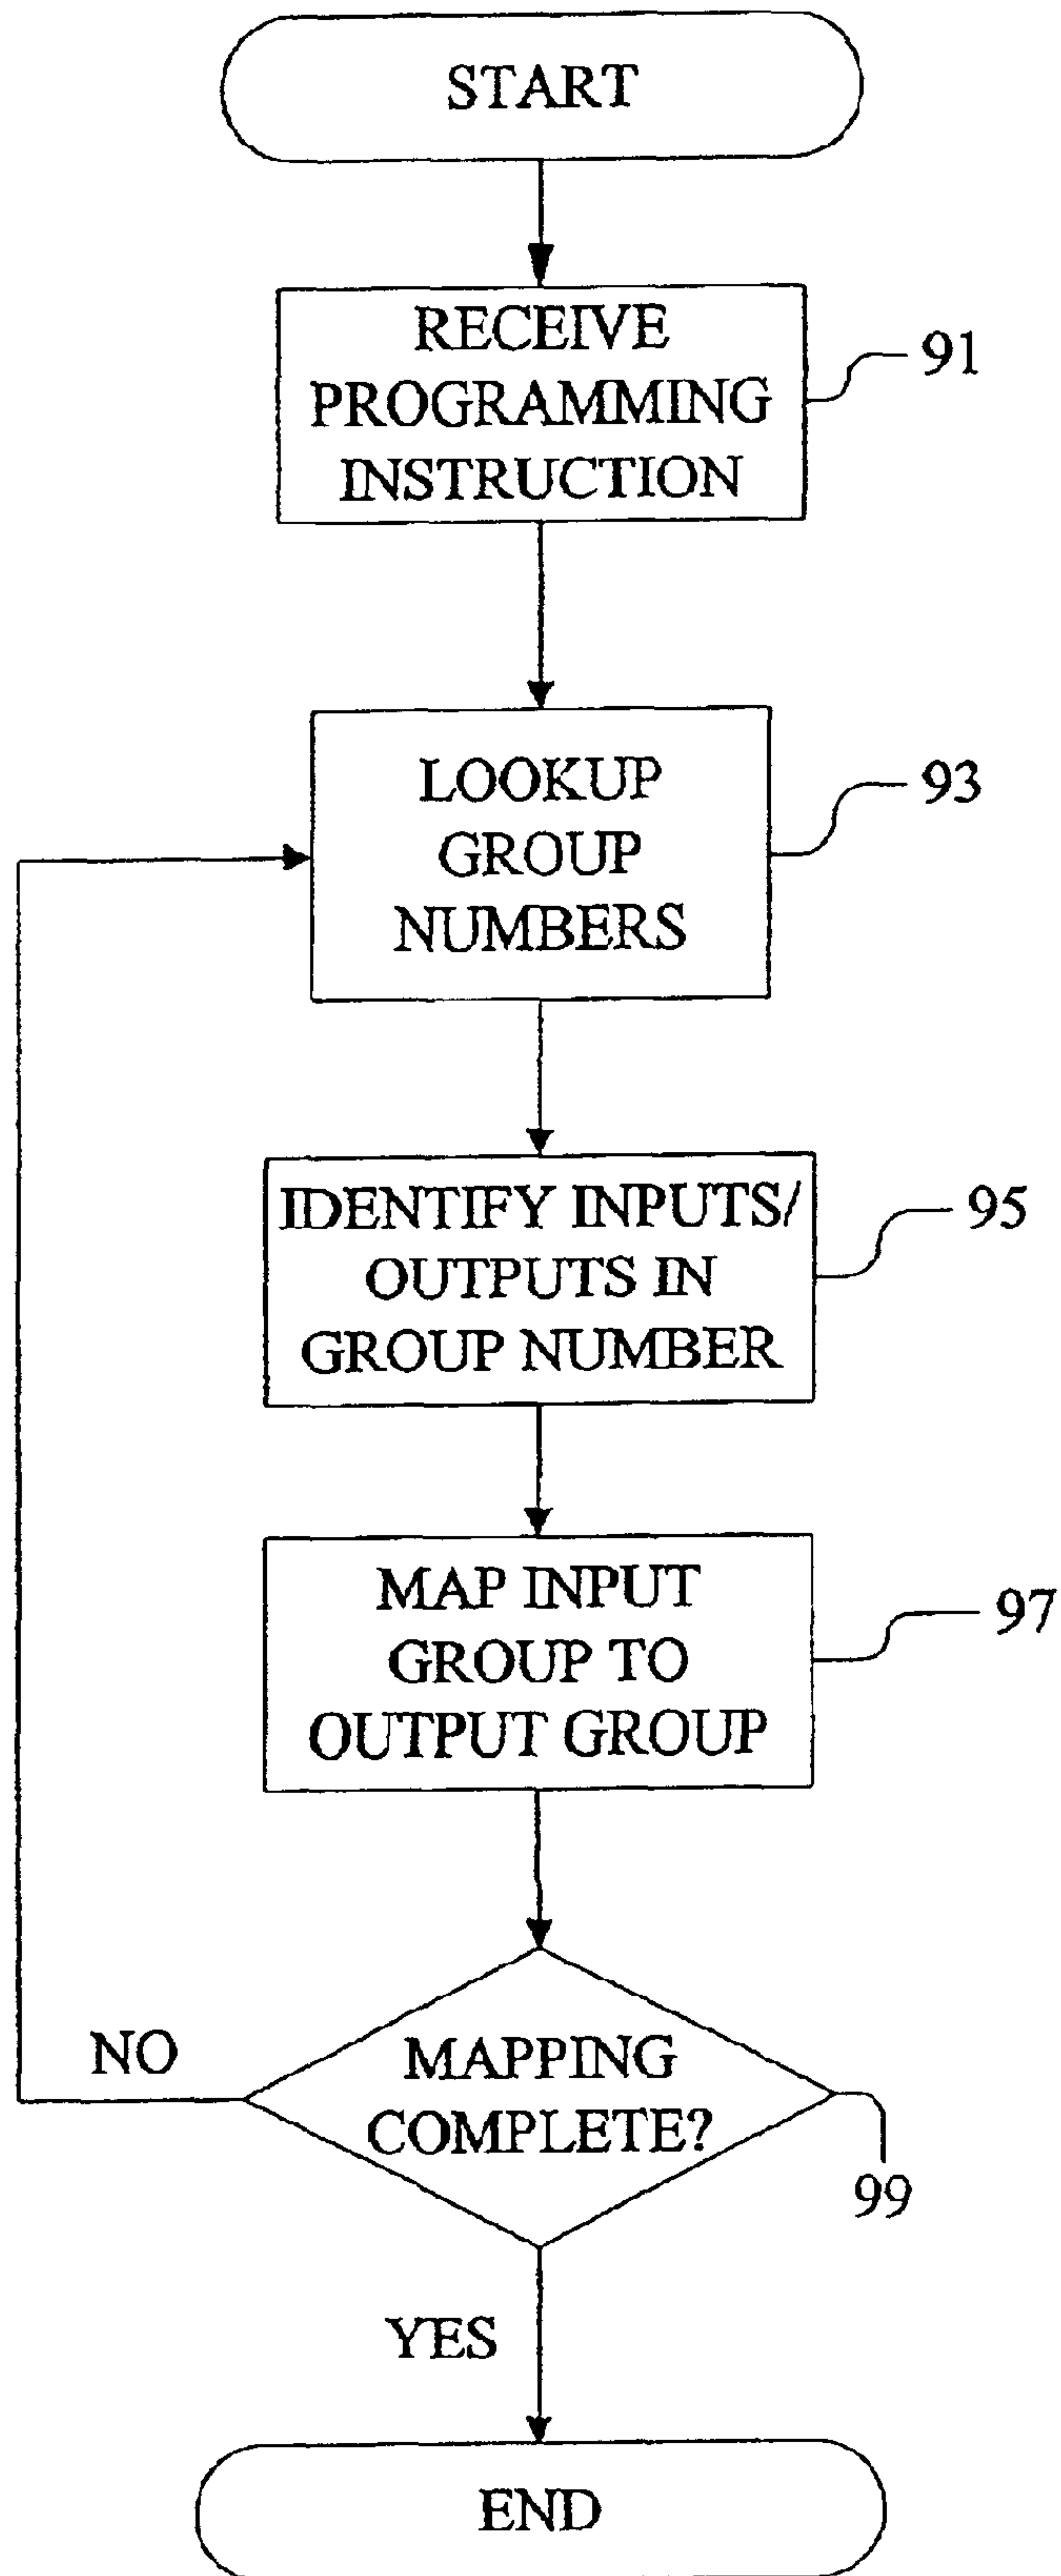 START
RECEIVE
PROGRAMMING
INSTRUCTION
91
LOOKUP
GROUP
NUMBERS
93
IDENTIFY INPUTS/
OUTPUTS IN
GROUP NUMBER
95
MAP INPUT
GROUP TO
OUTPUT GROUP
97
MAPPING
COMPLETE?
NO
99
YES
END